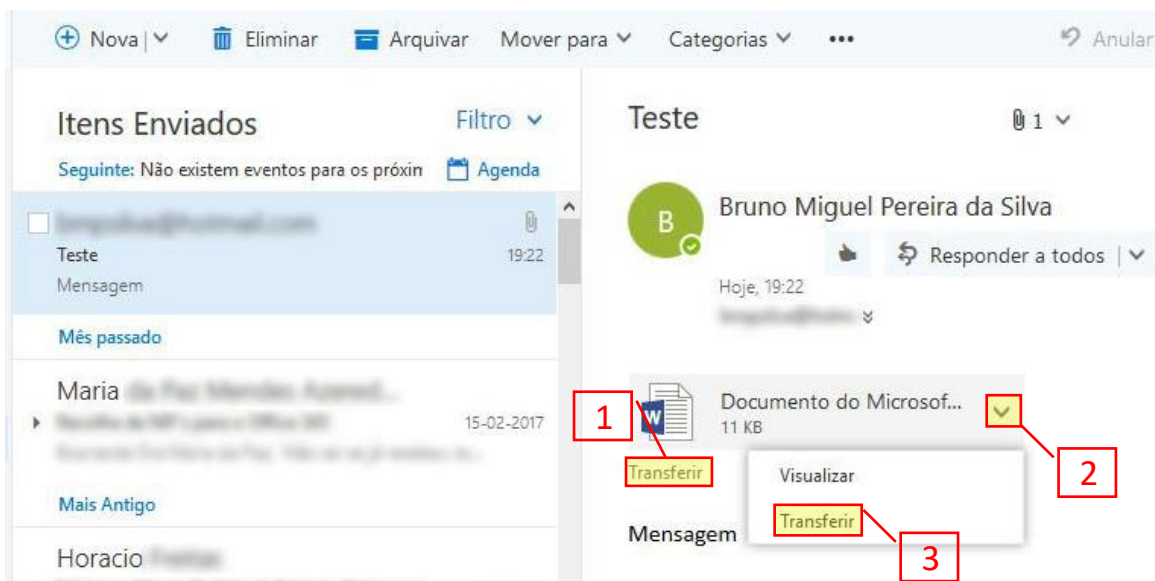 Nova
Eliminar
Arquivar
Mover para
Categorias
•••
Anular
Itens Enviados
Filtro
Seguinte: Não existem eventos para os próxin
Agenda
Teste
19:22
Mensagem
Mês passado
Maria
15-02-2017
Mais Antigo
Horacio
Teste
1
B
Bruno Miguel Pereira da Silva
Responder a todos
Hoje, 19:22
1
W
Documento do Microsof...
11 KB
2
Transferir
Visualizar
Transferir
3
Mensagem